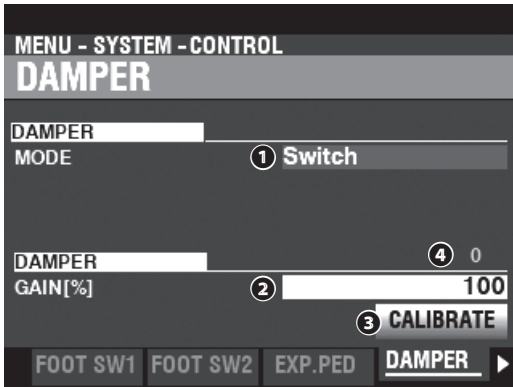 MENU - SYSTEM - CONTROL
DAMPER
DAMPER
MODE 1 Switch
4 0
DAMPER
GAIN[%] 2 100
3 CALIBRATE
FOOT SW1 FOOT SW2 EXP.PED DAMPER